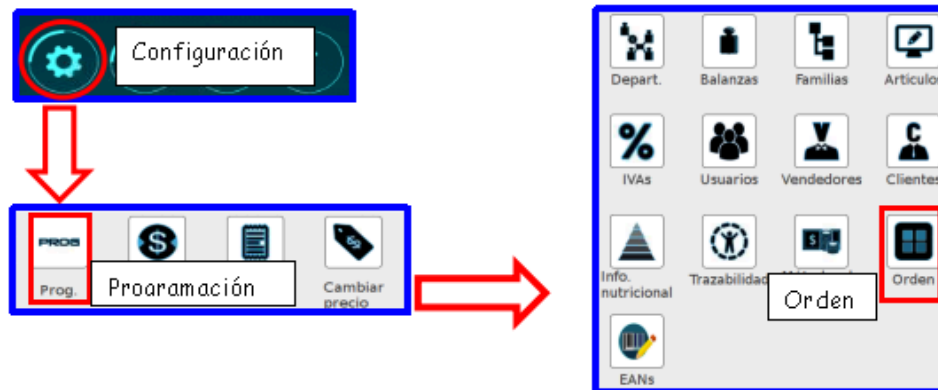 Configuración
PROG
Prog.
Proaramación
Cambiar
precio
Depart.
Balanzas
Familias
Artículo
%
IVAs
Usuarios
V
Vendedores
C
Clientes
Info.
nutricional
Trazabilidad
$
Orden
Orden
EANs